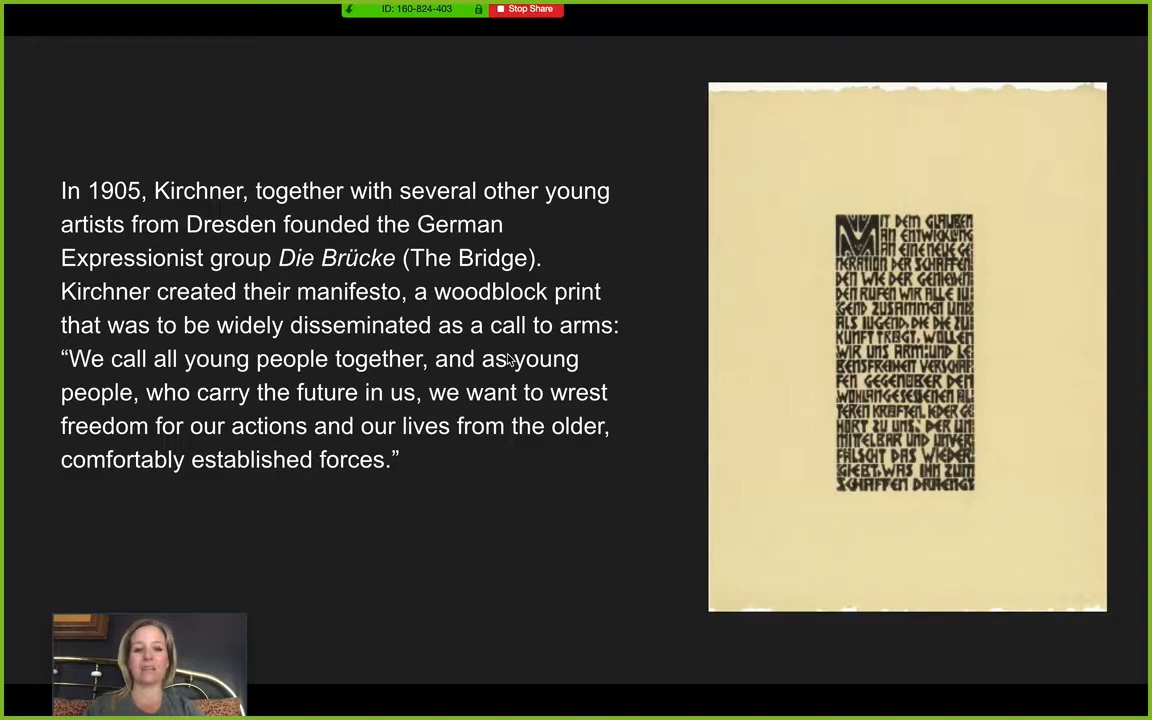 ID: 160-824-403
Stop Share
In 1905, Kirchner, together with several other young
artists from Dresden founded the German
Expressionist group Die Brücke (The Bridge).
Kirchner created their manifesto, a woodblock print
that was to be widely disseminated as a call to arms:
“We call all young people together, and as young
people, who carry the future in us, we want to wrest
freedom for our actions and our lives from the older,
comfortably established forces.”
MIT DEM GLAUBEN
AN ENTWICKLUNG
AN EINE NEUE GE
NERATION DER SCHAFFEN
DEN WIE DER GENIEßEN
DEN RUFEN WIR ALLE JU
GEND ZUSAMMEN UND
ALS JUGEND, DIE DIE ZU
KUNFT TRÄGT, WOLLEN
WIR UNS ARM UND LE
BENSFREIHEIT VERSCHAF
FEN GEGENÜBER DEN
WOHLANGESESSENEN ÄL
TEREN KRÄFTEN. JEDER GE
HÖRT ZU UNS, DER UN
MITTELBAR UND UNVER
FÄLSCHT DAS WIEDER
GIEBT, WAS IHN ZUM
SCHAFFEN DRAENGT